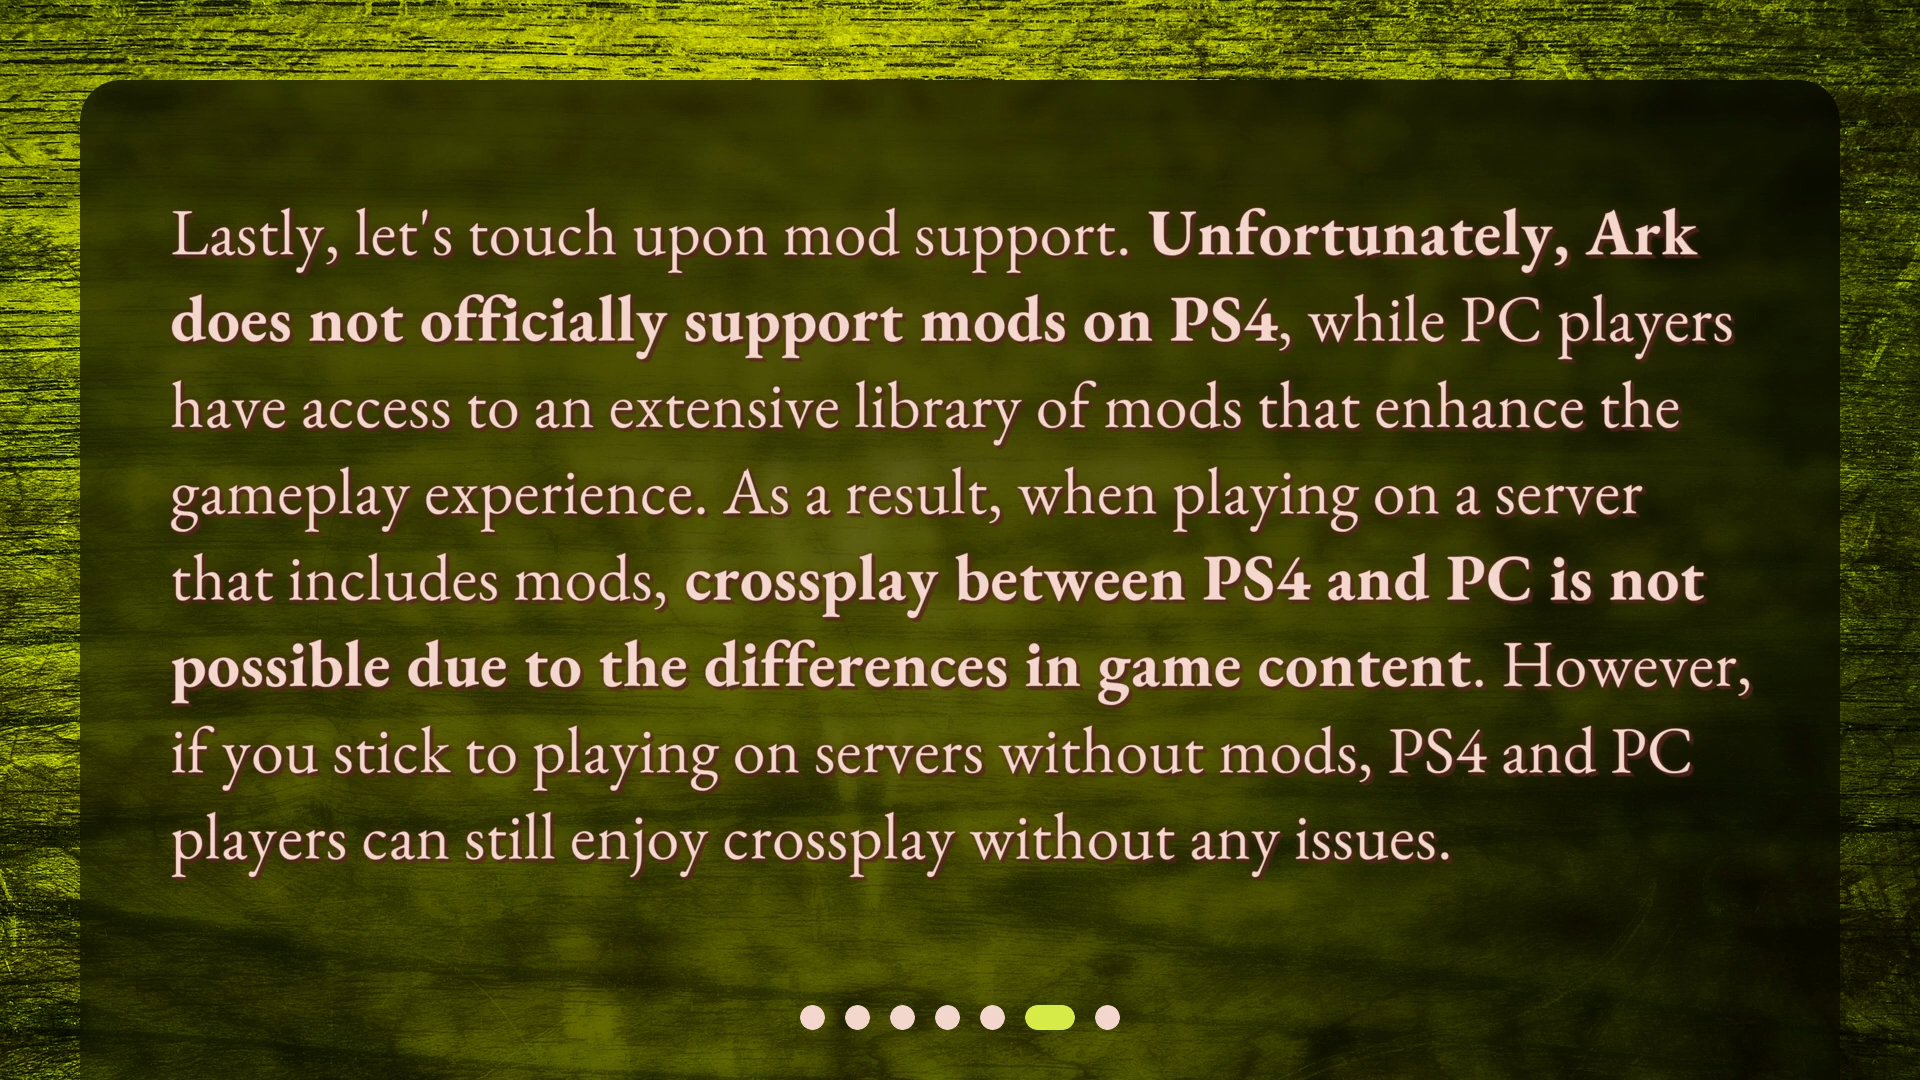 Lastly, let's touch upon mod support. Unfortunately, Ark
does not officially support mods on PS4, while PC players
have access to an extensive library of mods that enhance the
gameplay experience. As a result, when playing on a server
that includes mods, crossplay between PS4 and PC is not
possible due to the differences in game content. However,
if you stick to playing on servers without mods, PS4 and PC
players can still enjoy crossplay without any issues.